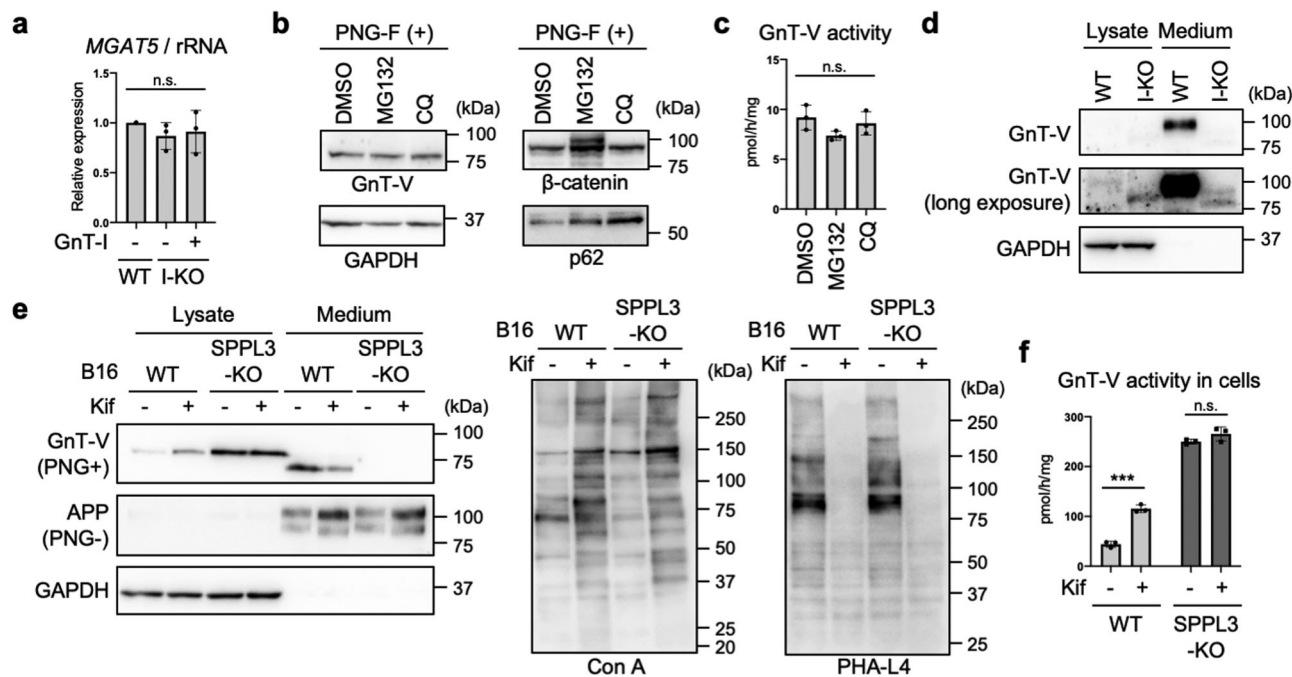 a
MGAT5 / rRNA
Relative expression
1.5
1.0
0.5
0.0
n.s.
GnT-I
- - +
WT I-KO
b
PNG-F (+)
DMSO MG132 CQ
(kDa)
100
75
GnT-V
37
GAPDH
PNG-F (+)
DMSO MG132 CQ
(kDa)
100
75
β-catenin
50
p62
c
GnT-V activity
pmol/h/mg
15
10
5
0
n.s.
DMSO MG132 CQ
d
Lysate Medium
WT I-KO WT I-KO
(kDa)
GnT-V
100
75
GnT-V
(long exposure)
100
75
GAPDH
37
e
Lysate Medium
B16 WT SPPL3
-KO WT SPPL3
-KO
Kif - + - + - + - +
(kDa)
GnT-V
(PNG+)
100
75
APP
(PNG-)
100
75
GAPDH
37
B16 WT SPPL3
-KO
Kif - + - +
(kDa)
250
150
100
75
50
37
25
20
Con A
B16 WT SPPL3
-KO
Kif - + - +
(kDa)
250
150
100
75
50
37
25
PHA-L4
f
GnT-V activity in cells
pmol/h/mg
300
200
100
0
***
n.s.
Kif - + - +
WT SPPL3
-KO